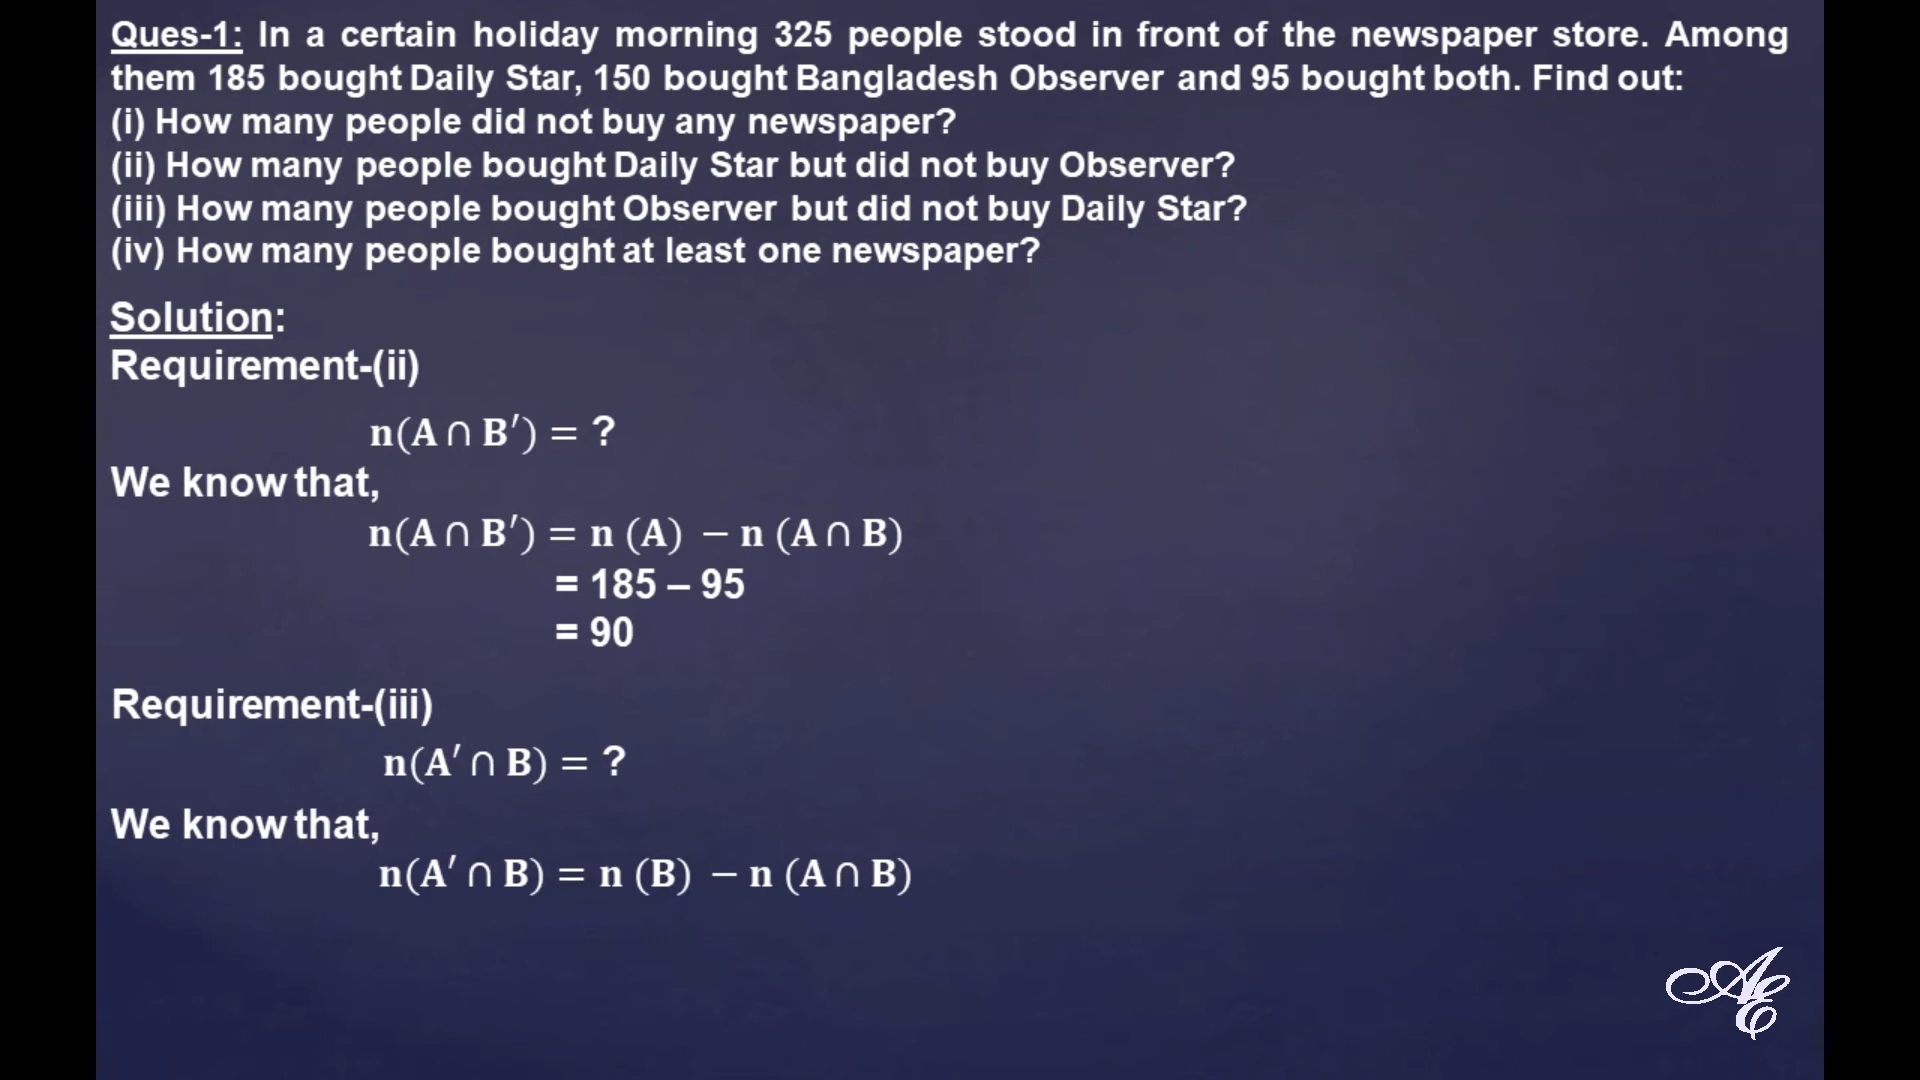 Ques-1: In a certain holiday morning 325 people stood in front of the newspaper store. Among
them 185 bought Daily Star, 150 bought Bangladesh Observer and 95 bought both. Find out:
(i) How many people did not buy any newspaper?
(ii) How many people bought Daily Star but did not buy Observer?
(iii) How many people bought Observer but did not buy Daily Star?
(iv) How many people bought at least one newspaper?
Solution:
Requirement-(ii)
n(A ∩ B′) = ?
We know that,
n(A ∩ B′) = n (A) − n (A ∩ B)
= 185 – 95
= 90
Requirement-(iii)
n(A′ ∩ B) = ?
We know that,
n(A′ ∩ B) = n (B) − n (A ∩ B)
AE